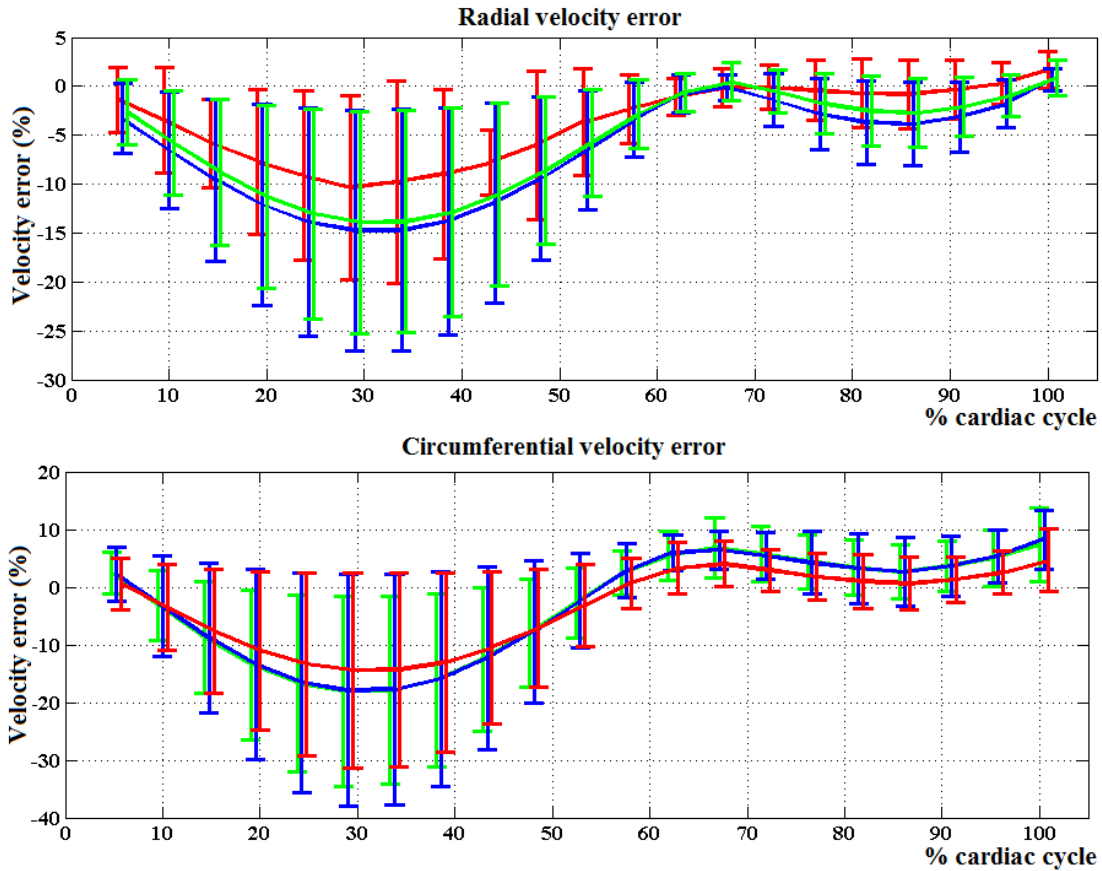 Radial velocity error
Velocity error (%)
5
0
-5
-10
-15
-20
-25
-30
0 10 20 30 40 50 60 70 80 90 100
% cardiac cycle
Circumferential velocity error
Velocity error (%)
20
10
0
-10
-20
-30
-40
0 10 20 30 40 50 60 70 80 90 100
% cardiac cycle